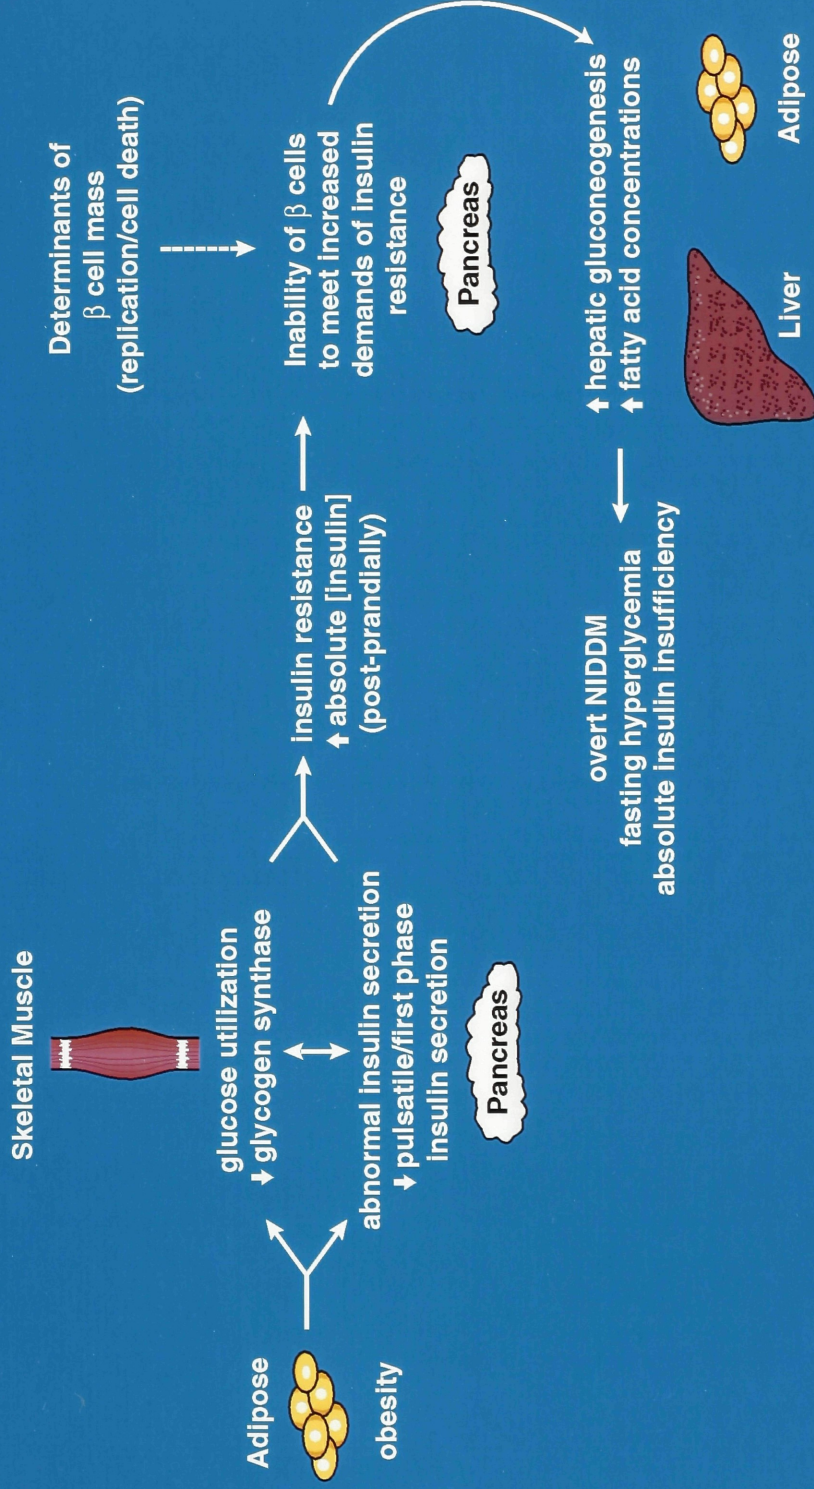 Skeletal Muscle
Adipose
obesity
glucose utilization
↓ glycogen synthase
abnormal insulin secretion
↓ pulsatile/first phase
insulin secretion
Pancreas
insulin resistance
↑ absolute [insulin]
(post-prandially)
Determinants of
β cell mass
(replication/cell death)
Inability of β cells
to meet increased
demands of insulin
resistance
Pancreas
↑ hepatic gluconeogenesis
↑ fatty acid concentrations
Liver
Adipose
overt NIDDM
fasting hyperglycemia
absolute insulin insufficiency